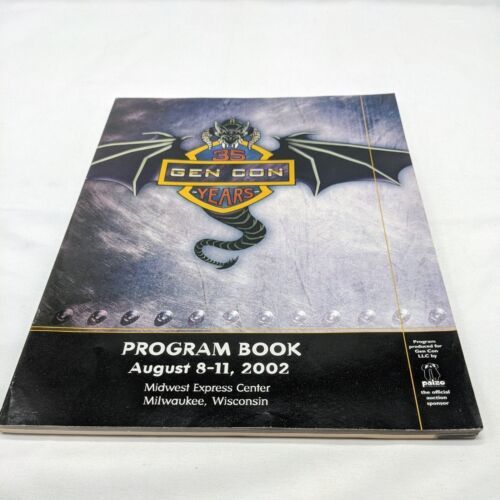 35
GEN CON
YEARS
PROGRAM BOOK
August 8-11, 2002
Midwest Express Center
Milwaukee, Wisconsin
Program
produced for
Gen Con
LLC by
paizo
the official
auction
sponsor